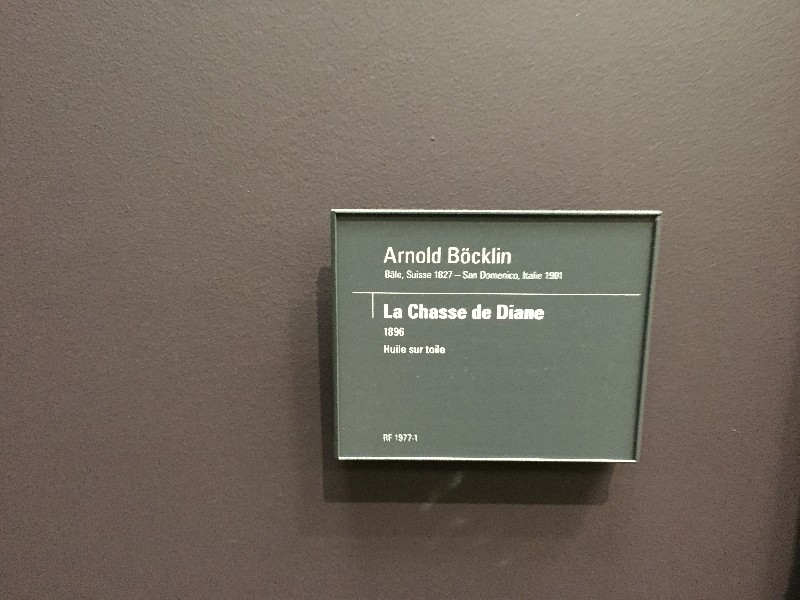 Arnold Böcklin
Bâle, Suisse 1827 – San Domenico, Italie 1901
La Chasse de Diane
1896
Huile sur toile
RF 1977-1